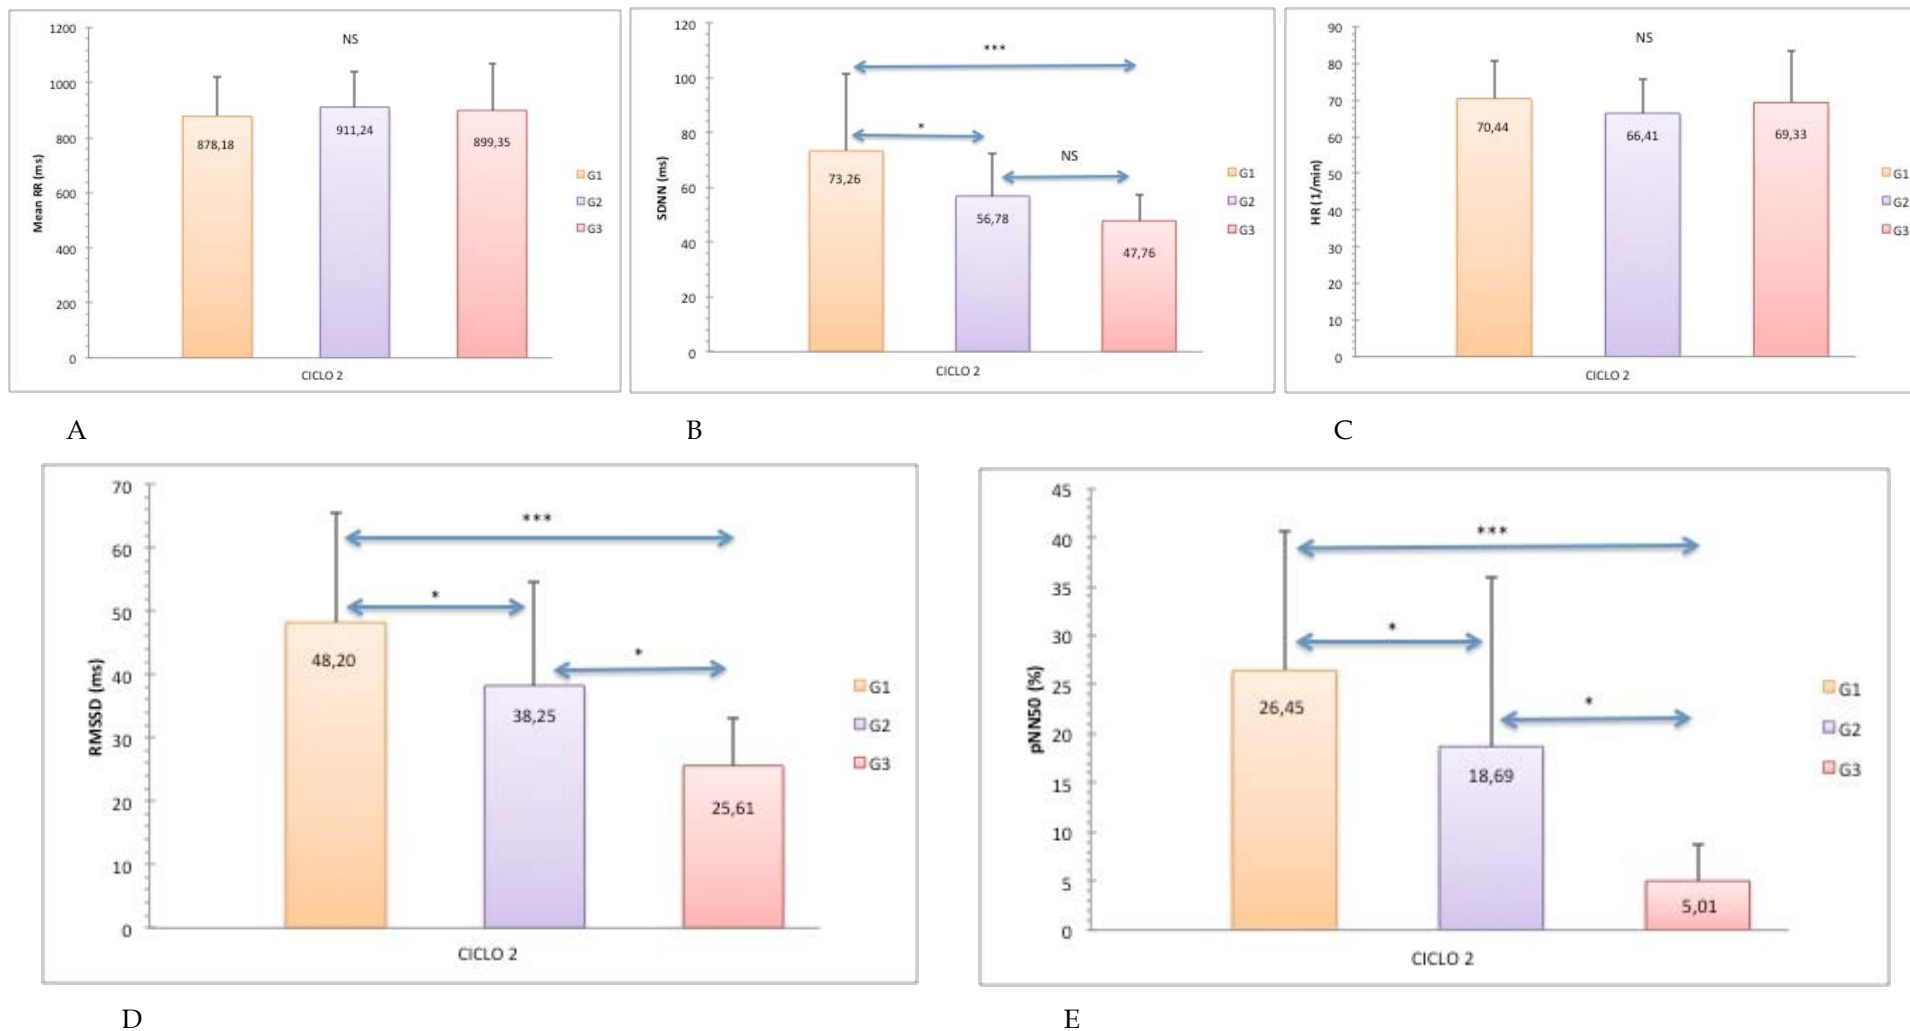 1200
1000
800
600
400
200
0
Mean RR (ms)
NS
878,18
911,24
899,35
CICLO 2
G1
G2
G3
A
120
100
80
60
40
20
0
SDNN (ms)
***
*
NS
73,26
56,78
47,76
CICLO 2
G1
G2
G3
B
90
80
70
60
50
40
30
20
10
0
HR (1/min)
NS
70,44
66,41
69,33
CICLO 2
G1
G2
G3
C
70
60
50
40
30
20
10
0
RMSSD (ms)
***
*
*
48,20
38,25
25,61
CICLO 2
G1
G2
G3
D
45
40
35
30
25
20
15
10
5
0
pNN50 (%)
***
*
*
26,45
18,69
5,01
CICLO 2
G1
G2
G3
E